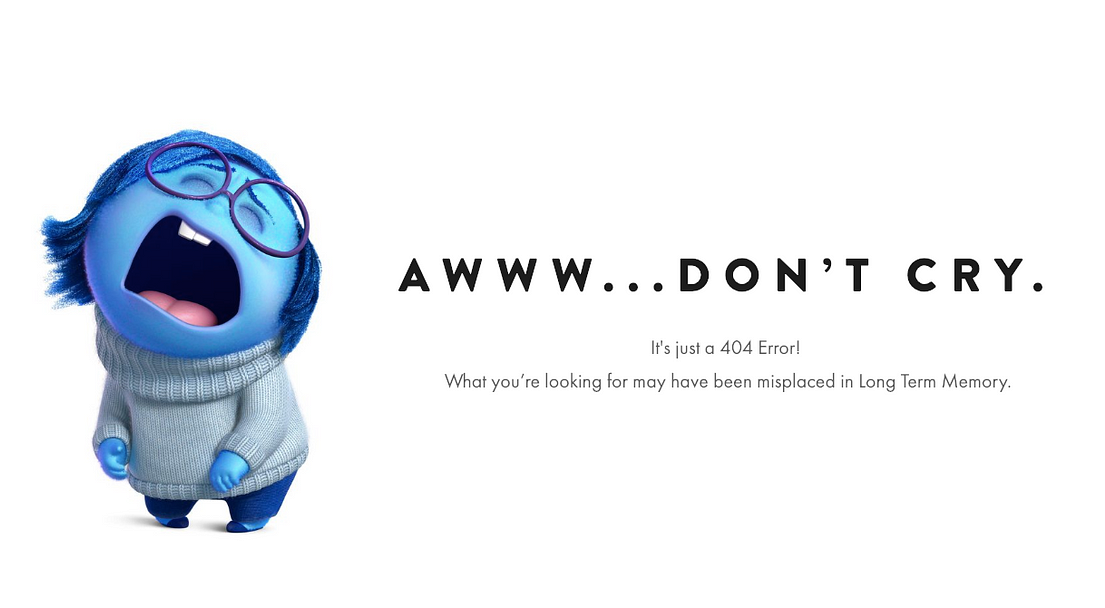 AWWW...DON’T CRY.
It's just a 404 Error!
What you’re looking for may have been misplaced in Long Term Memory.